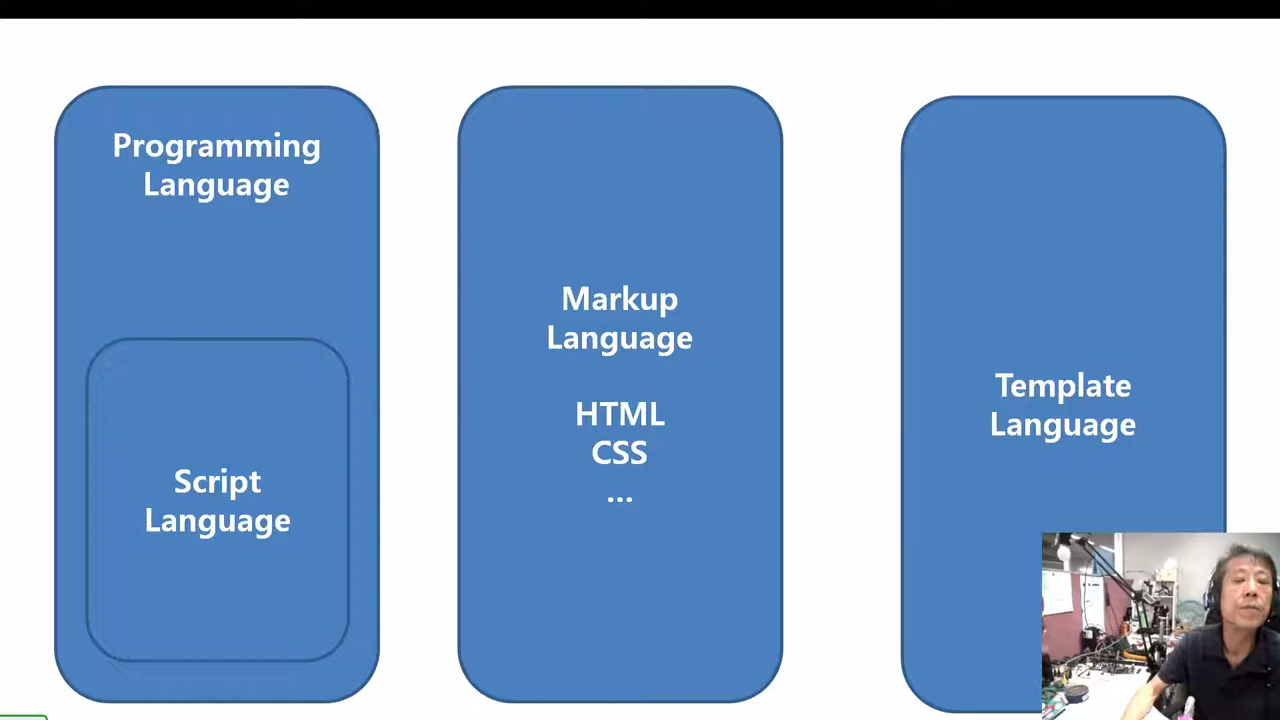 Programming
Language
Script
Language
Markup
Language
HTML
CSS
...
Template
Language